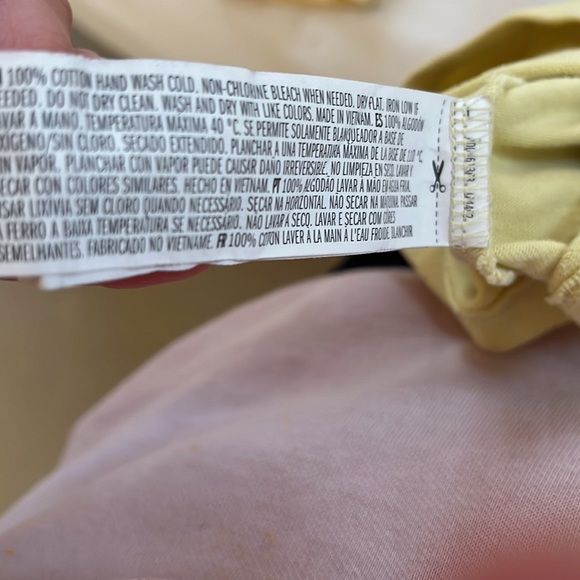 100% COTTON HAND WASH COLD. NON-CHLORINE BLEACH WHEN NEEDED. DRY FLAT. IRON LOW IF
NEEDED. DO NOT DRY CLEAN. WASH AND DRY WITH LIKE COLORS. MADE IN VIETNAM. ES 100% ALGODÓN
LAVAR A MANO. TEMPERATURA MÁXIMA 40 °C. SE PERMITE SOLAMENTE BLANQUEADOR A BASE DE
OXÍGENO/SIN CLORO. SECADO EXTENDIDO. PLANCHAR A UNA TEMPERATURA MÁXIMA DE 110 °C
SIN VAPOR. PLANCHAR CON VAPOR PUEDE CAUSAR DAÑO IRREVERSIBLE. NO LIMPIEZA EN SECO. LAVAR Y
SECAR CON COLORES SIMILARES. HECHO EN VIETNAM. PT 100% ALGODÃO LAVAR À MÃO EM AGUA FRIA.
USAR LIXÍVIA SEM CLORO QUANDO NECESSÁRIO. SECAR NA HORIZONTAL. NÃO SECAR NA MÁQUINA. PASSAR
A FERRO A BAIXA TEMPERATURA SE NECESSÁRIO. NÃO LAVAR A SECO. LAVAR E SECAR COM CORES
SEMELHANTES. FABRICADO NO VIETNAME. FR 100% COTON LAVER À LA MAIN À L'EAU FROIDE. BLANCHIR